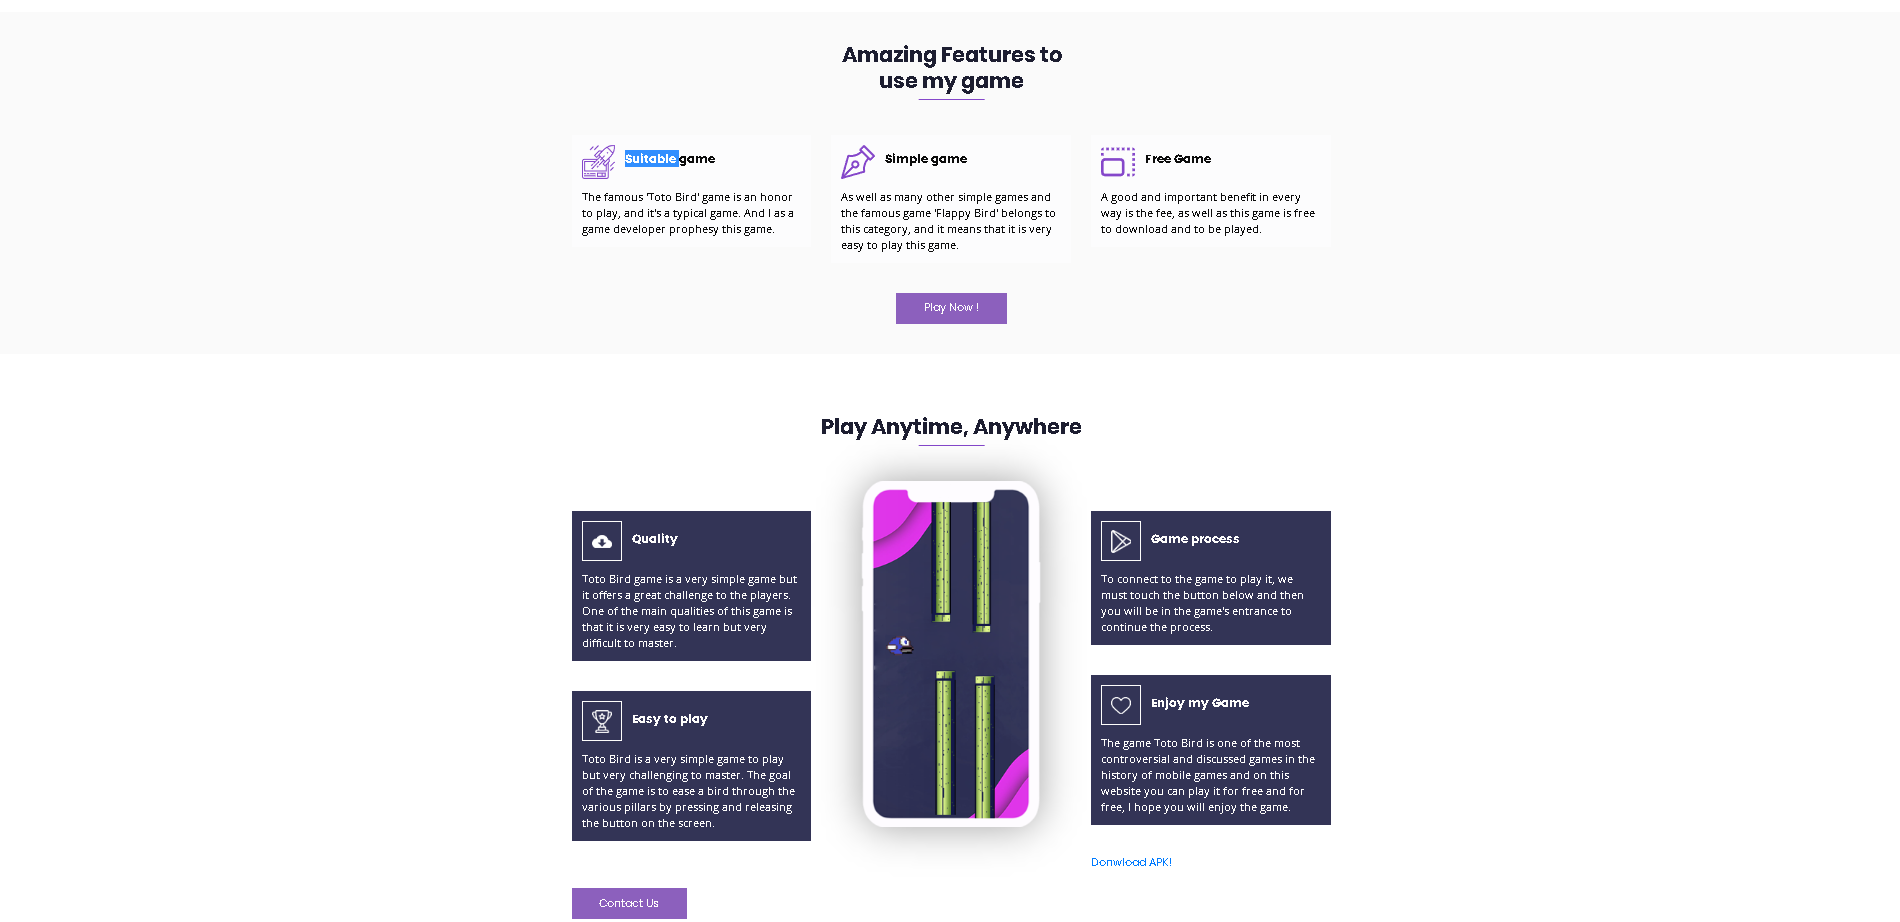 Amazing Features to
use my game
Suitable game
The famous 'Toto Bird' game is an honor
to play, and it's a typical game. And I as a
game developer prophesy this game.
Simple game
As well as many other simple games and
the famous game 'Flappy Bird' belongs to
this category, and it means that it is very
easy to play this game.
Free Game
A good and important benefit in every
way is the fee, as well as this game is free
to download and to be played.
Play Now !
Play Anytime, Anywhere
Quality
Toto Bird game is a very simple game but
it offers a great challenge to the players.
One of the main qualities of this game is
that it is very easy to learn but very
difficult to master.
Easy to play
Toto Bird is a very simple game to play
but very challenging to master. The goal
of the game is to ease a bird through the
various pillars by pressing and releasing
the button on the screen.
Game process
To connect to the game to play it, we
must touch the button below and then
you will be in the game's entrance to
continue the process.
Enjoy my Game
The game Toto Bird is one of the most
controversial and discussed games in the
history of mobile games and on this
website you can play it for free and for
free, I hope you will enjoy the game.
Donwload APK!
Contact Us